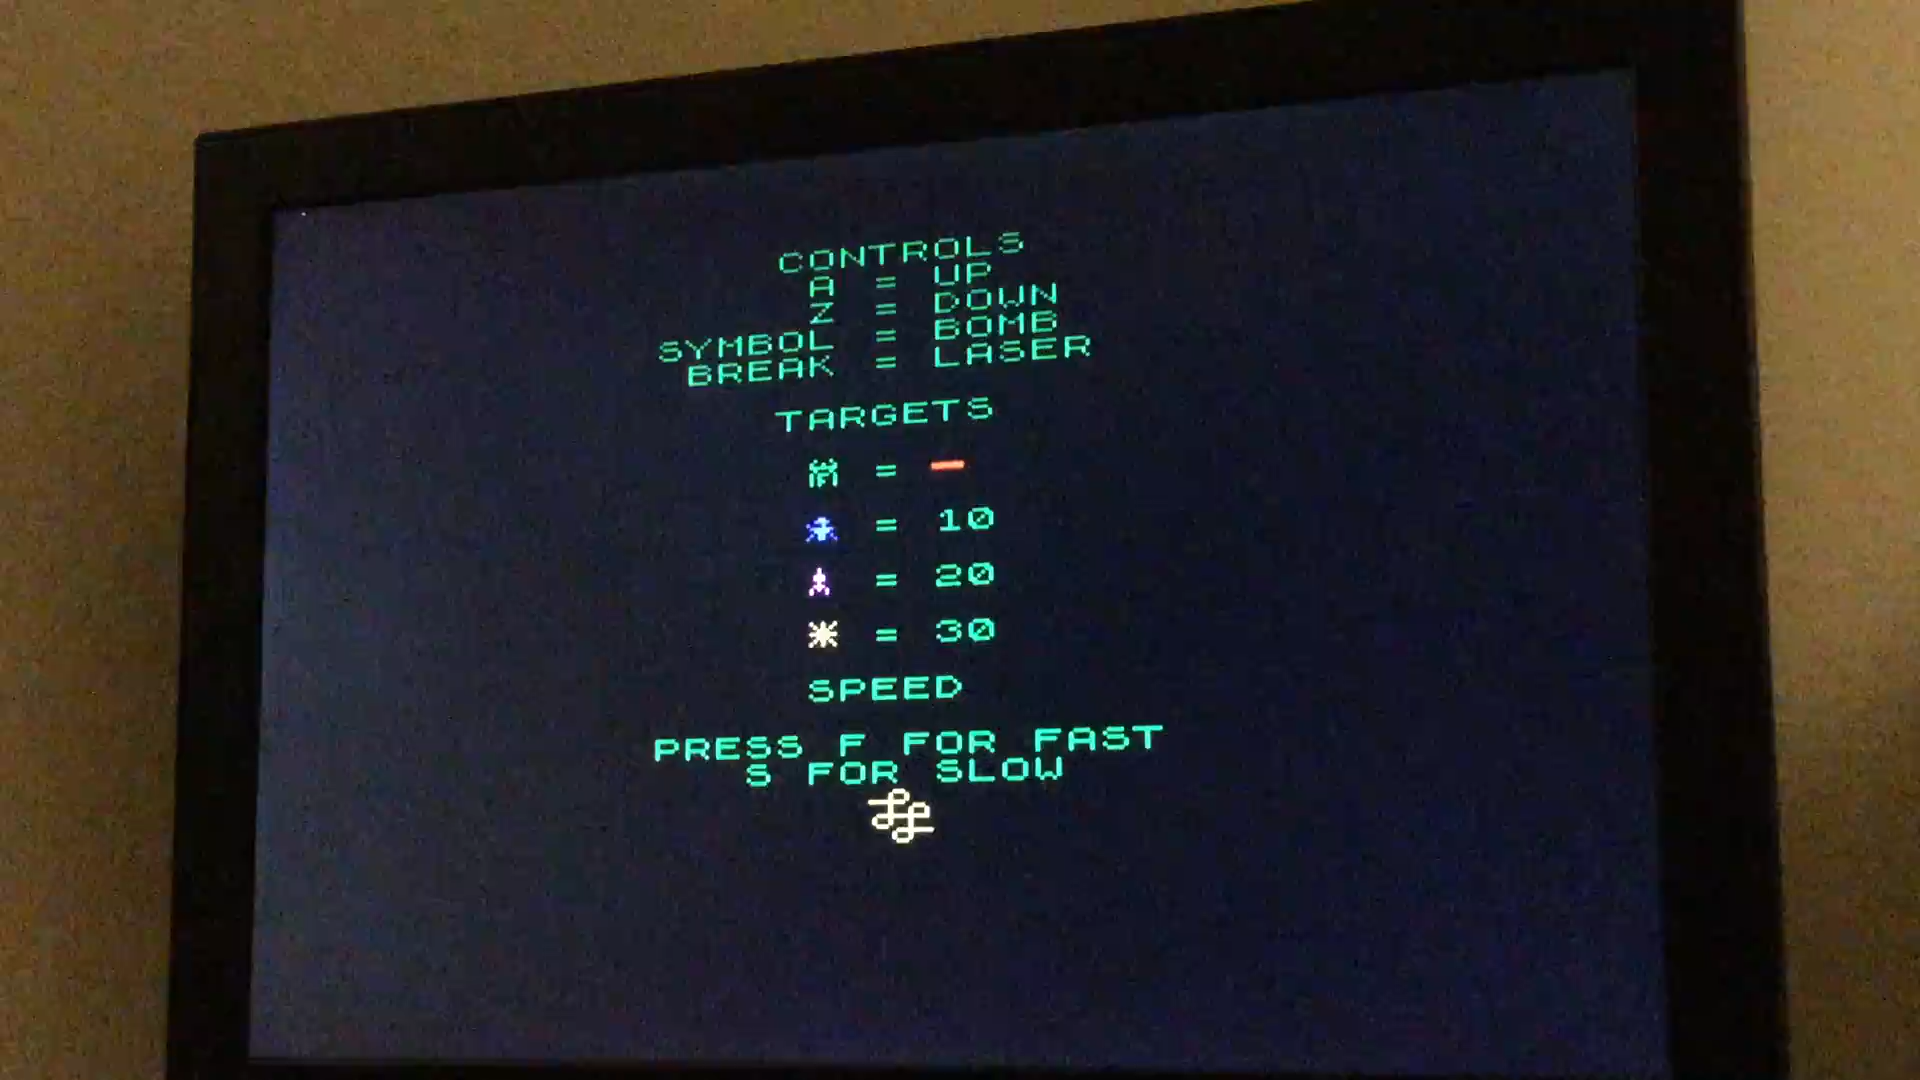 CONTROLS
A = UP
Z = DOWN
SYMBOL = BOMB
BREAK = LASER
TARGETS
=
= 10
= 20
= 30
SPEED
PRESS F FOR FAST
S FOR SLOW